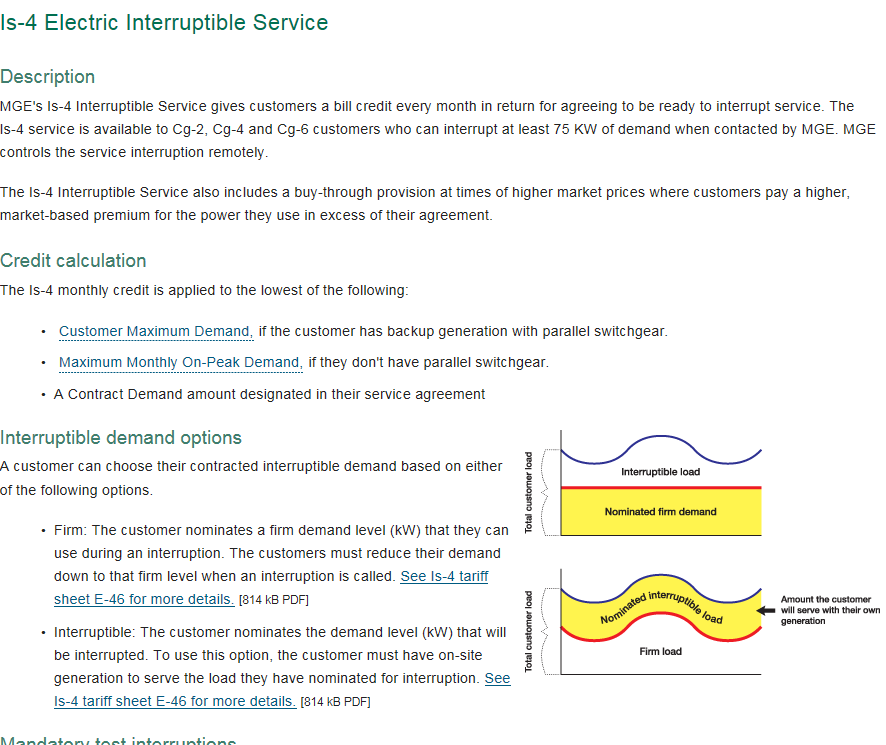 Is-4 Electric Interruptible Service
Description
MGE's Is-4 Interruptible Service gives customers a bill credit every month in return for agreeing to be ready to interrupt service. The
Is-4 service is available to Cg-2, Cg-4 and Cg-6 customers who can interrupt at least 75 KW of demand when contacted by MGE. MGE
controls the service interruption remotely.
The Is-4 Interruptible Service also includes a buy-through provision at times of higher market prices where customers pay a higher,
market-based premium for the power they use in excess of their agreement.
Credit calculation
The Is-4 monthly credit is applied to the lowest of the following:
• Customer Maximum Demand, if the customer has backup generation with parallel switchgear.
• Maximum Monthly On-Peak Demand, if they don't have parallel switchgear.
• A Contract Demand amount designated in their service agreement
Interruptible demand options
A customer can choose their contracted interruptible demand based on either
of the following options.
• Firm: The customer nominates a firm demand level (kW) that they can
use during an interruption. The customers must reduce their demand
down to that firm level when an interruption is called. See Is-4 tariff
sheet E-46 for more details. [814 kB PDF]
• Interruptible: The customer nominates the demand level (kW) that will
be interrupted. To use this option, the customer must have on-site
generation to serve the load they have nominated for interruption. See
Is-4 tariff sheet E-46 for more details. [814 kB PDF]
Total customer load
Interruptible load
Nominated firm demand
Total customer load
Nominated interruptible load
Firm load
Amount the customer
will serve with their own
generation
Mandatory test interruptions